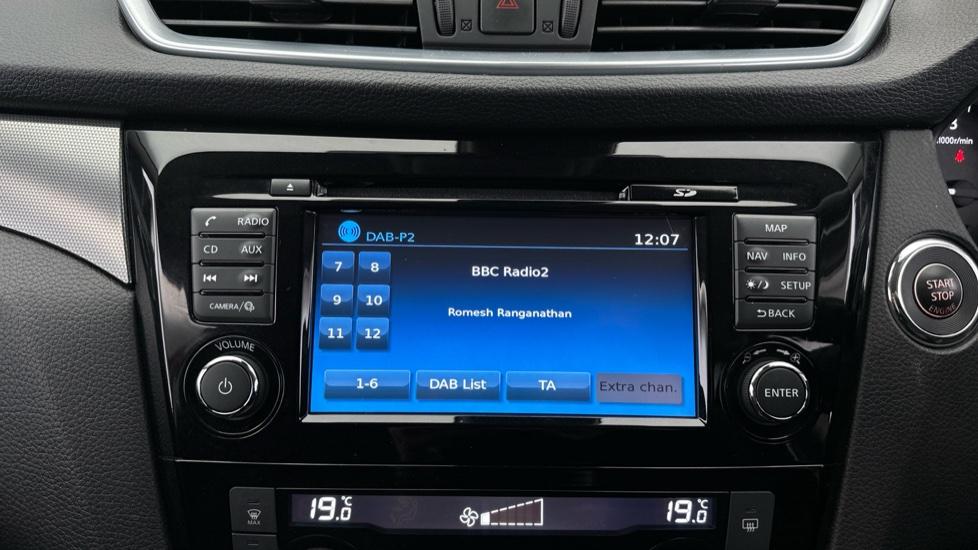 3
1000r/min
RADIO
CD AUX
CAMERA/
VOLUME
DAB-P2
12:07
7 8
9 10
11 12
BBC Radio2
Romesh Ranganathan
1-6
DAB List
TA
Extra chan.
SD
MAP
NAV INFO
SETUP
BACK
ENTER
START
STOP
ENGINE
MAX
19.0°C
19.0°C